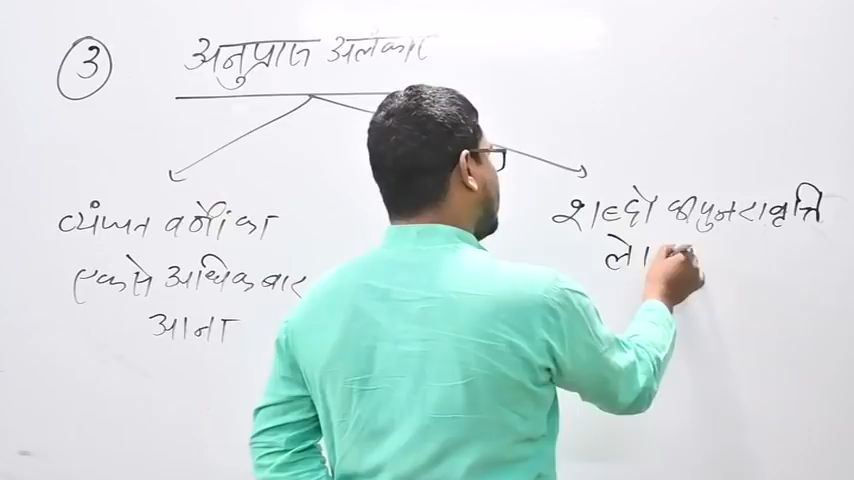 3
अनुप्रास अलंकार
व्यंजन वर्नों का
एक से अधिक बार
आना
शब्दो की पुनरावृत्ति
ले